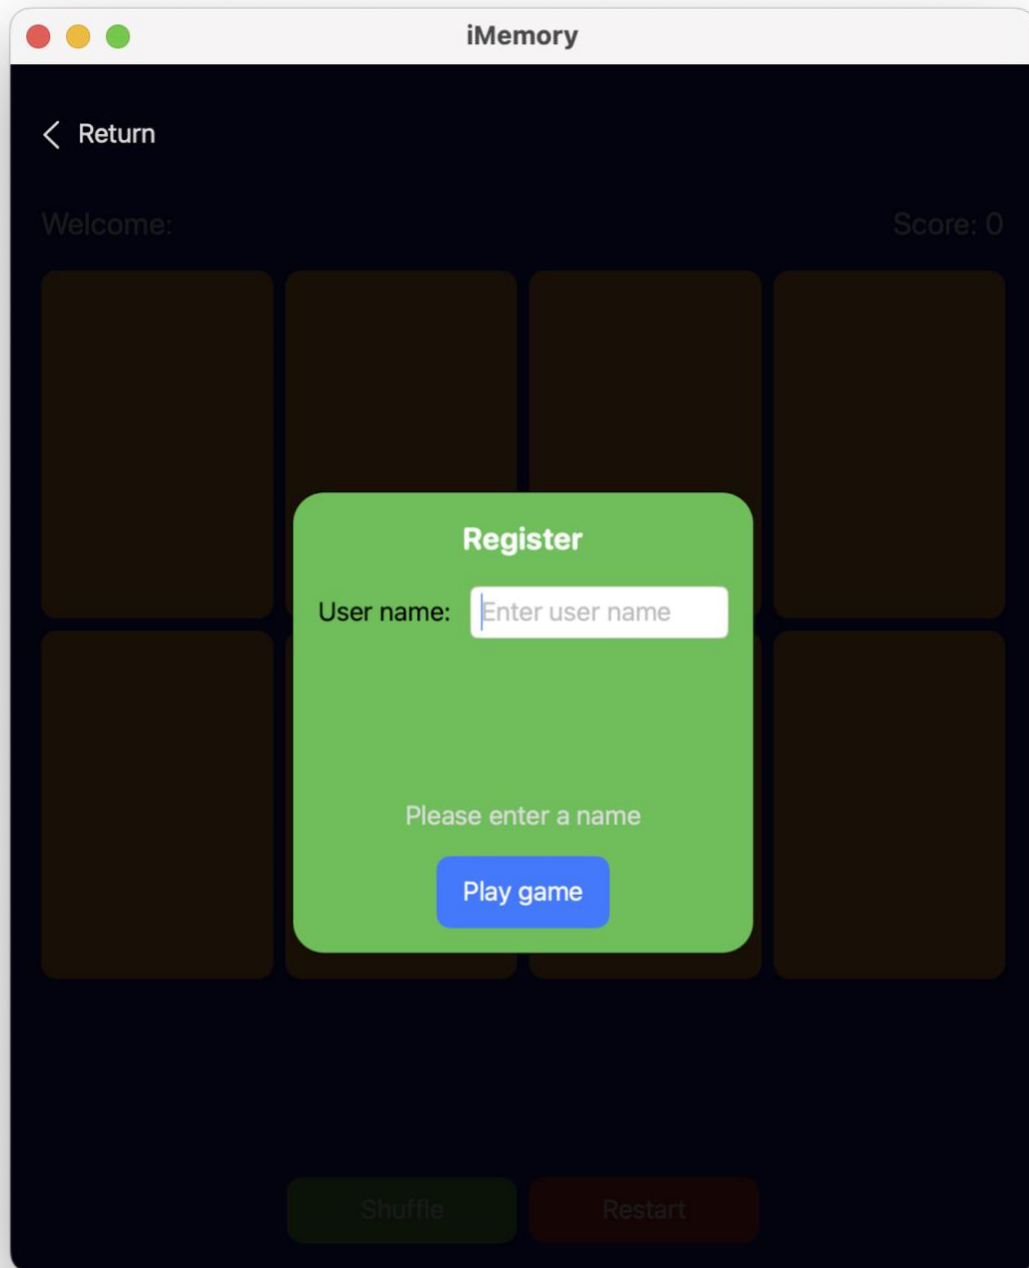 iMemory
Return
Welcome:
Score: 0
Register
User name:
Enter user name
Please enter a name
Play game
Shuffle
Restart